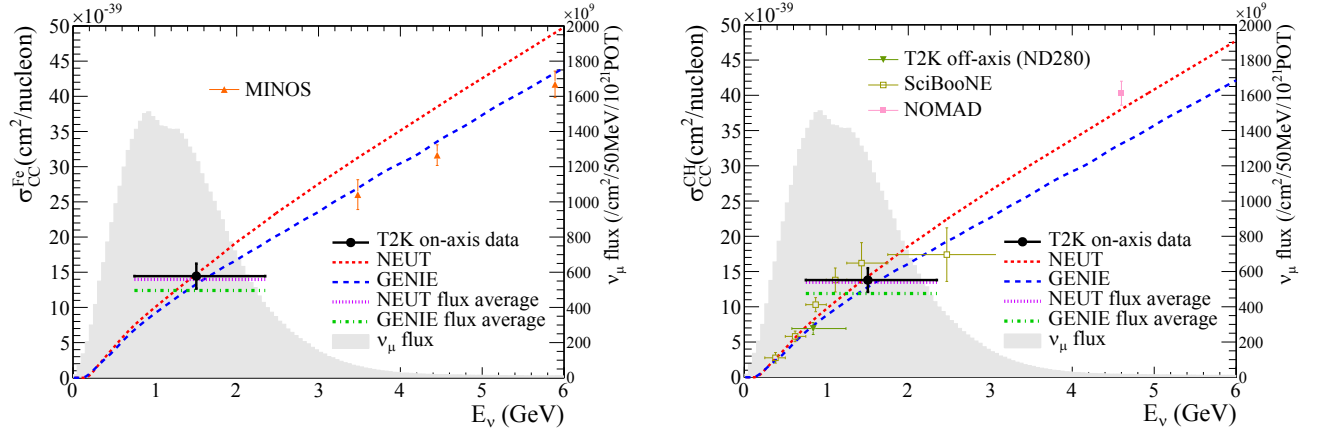 ×10⁻³⁹
×10⁹
σ_CC^Fe(cm²/nucleon)
50
45
40
35
30
25
20
15
10
5
0
MINOS
T2K on-axis data
NEUT
GENIE
NEUT flux average
GENIE flux average
ν_μ flux
2000
1800
1600
1400
1200
1000
800
600
400
200
0
ν_μ flux (/cm²/50MeV/10²¹POT)
0 1 2 3 4 5 6
E_ν (GeV)
×10⁻³⁹
×10⁹
σ_CC^CH(cm²/nucleon)
50
45
40
35
30
25
20
15
10
5
0
T2K off-axis (ND280)
SciBooNE
NOMAD
T2K on-axis data
NEUT
GENIE
NEUT flux average
GENIE flux average
ν_μ flux
2000
1800
1600
1400
1200
1000
800
600
400
200
0
ν_μ flux (/cm²/50MeV/10²¹POT)
0 1 2 3 4 5 6
E_ν (GeV)